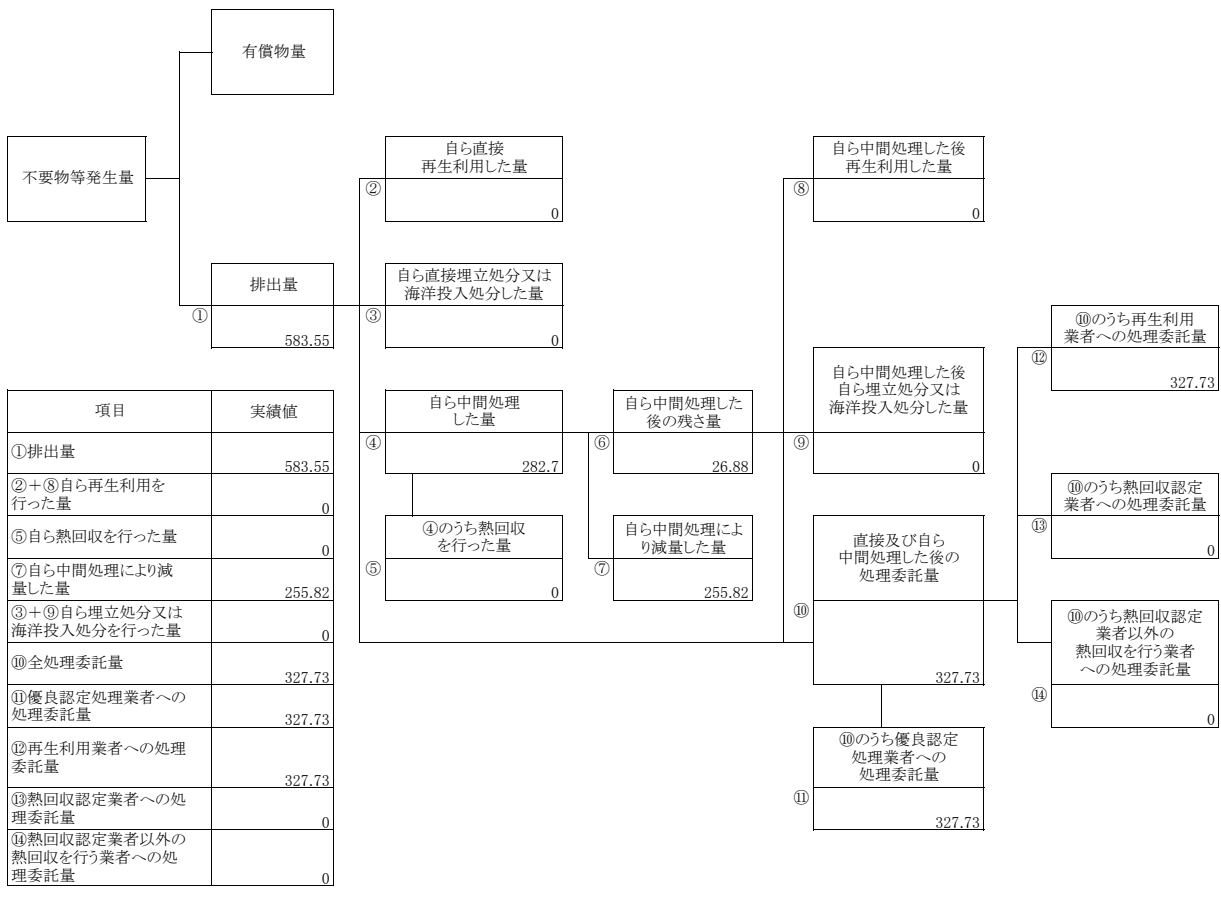 有償物量
不要物等発生量
自ら直接
再生利用した量
②
0
自ら中間処理した後
再生利用した量
⑧
0
排出量
①
583.55
自ら直接埋立処分又は
海洋投入処分した量
③
0
自ら中間処理
した量
④
282.7
自ら中間処理した
後の残さ量
⑥
26.88
自ら中間処理した後
自ら埋立処分又は
海洋投入処分した量
⑨
0
⑩のうち再生利用
業者への処理委託量
⑫
327.73
④のうち熱回収
を行った量
⑤
0
自ら中間処理によ
り減量した量
⑦
255.82
直接及び自ら
中間処理した後の
処理委託量
⑩
327.73
⑩のうち熱回収認定
業者への処理委託量
⑬
0
⑩のうち熱回収認定
業者以外の
熱回収を行う業者
への処理委託量
⑭
0
⑩のうち優良認定
処理業者への
処理委託量
⑪
327.73
項目
実績値
①排出量
583.55
②+⑧自ら再生利用を
行った量
0
⑤自ら熱回収を行った量
0
⑦自ら中間処理により減
量した量
255.82
③+⑨自ら埋立処分又は
海洋投入処分を行った量
0
⑩全処理委託量
327.73
⑪優良認定処理業者への
処理委託量
327.73
⑫再生利用業者への処理
委託量
327.73
⑬熱回収認定業者への処
理委託量
0
⑭熱回収認定業者以外の
熱回収を行う業者への処
理委託量
0